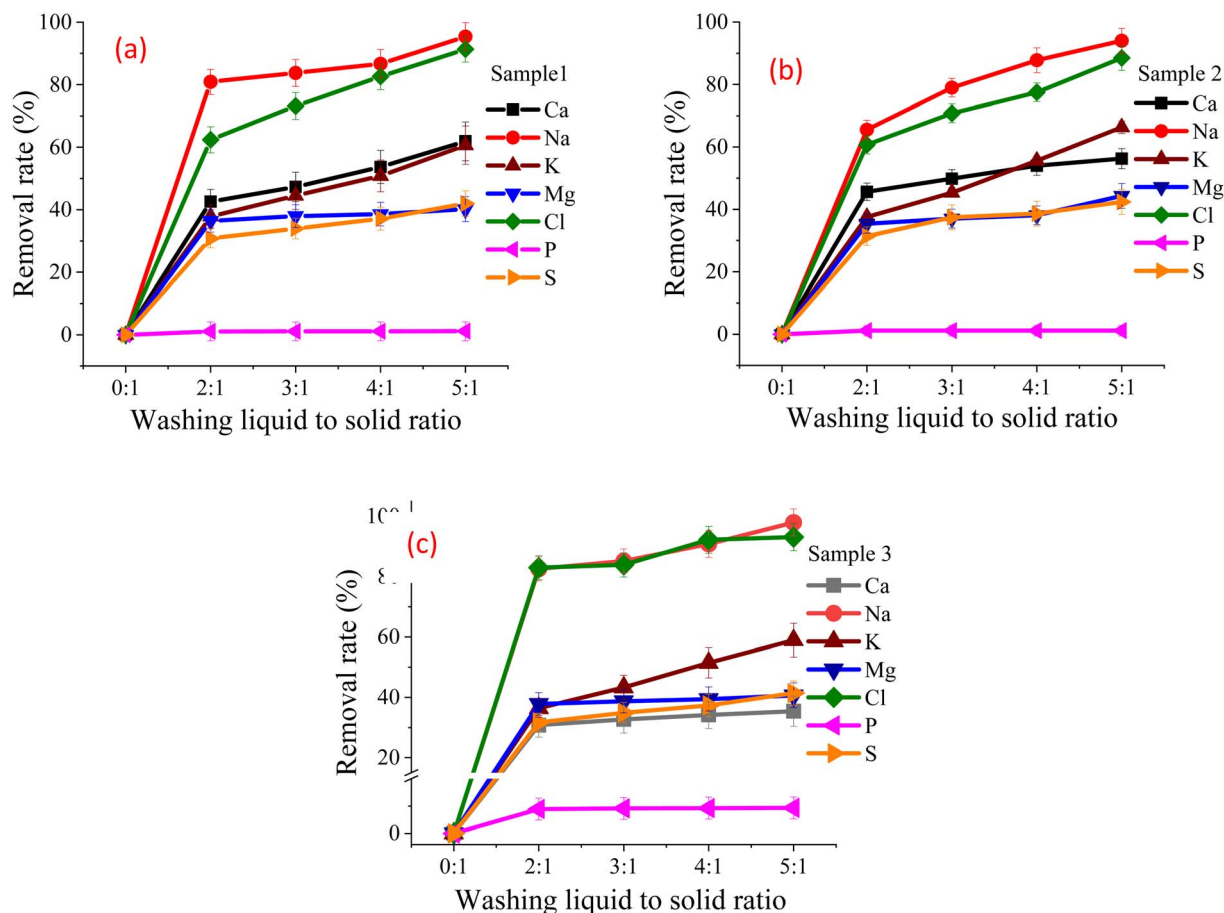 (a)
Sample1
Ca
Na
K
Mg
Cl
P
S
Removal rate (%)
100
80
60
40
20
0
0:1 2:1 3:1 4:1 5:1
Washing liquid to solid ratio
(b)
Sample 2
Ca
Na
K
Mg
Cl
P
S
Removal rate (%)
100
80
60
40
20
0
0:1 2:1 3:1 4:1 5:1
Washing liquid to solid ratio
(c)
Sample 3
Ca
Na
K
Mg
Cl
P
S
Removal rate (%)
60
40
20
0
0:1 2:1 3:1 4:1 5:1
Washing liquid to solid ratio